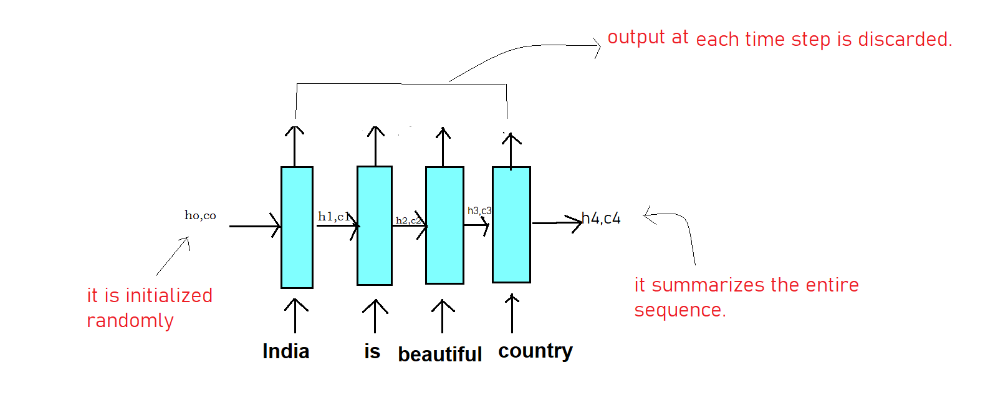 output at each time step is discarded.
ho,co
h1,c1
h2,c2
h3,c3
h4,c4
it is initialized
randomly
it summarizes the entire
sequence.
India is beautiful country